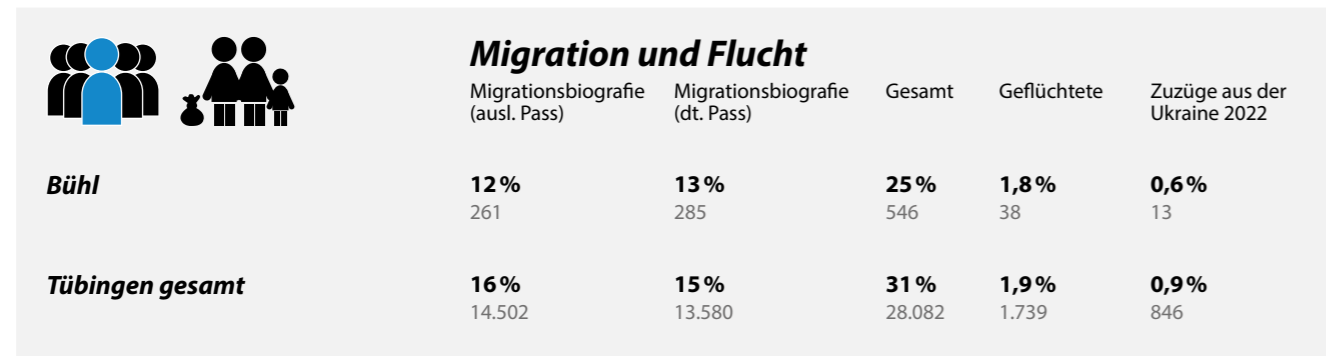 Migration und Flucht
Migrationsbiografie Migrationsbiografie Gesamt Geflüchtete Zuzüge aus der
(ausl. Pass) (dt. Pass) Ukraine 2022
Bühl 12 % 13 % 25 % 1,8 % 0,6 %
261 285 546 38 13
Tübingen gesamt 16 % 15 % 31 % 1,9 % 0,9 %
14.502 13.580 28.082 1.739 846